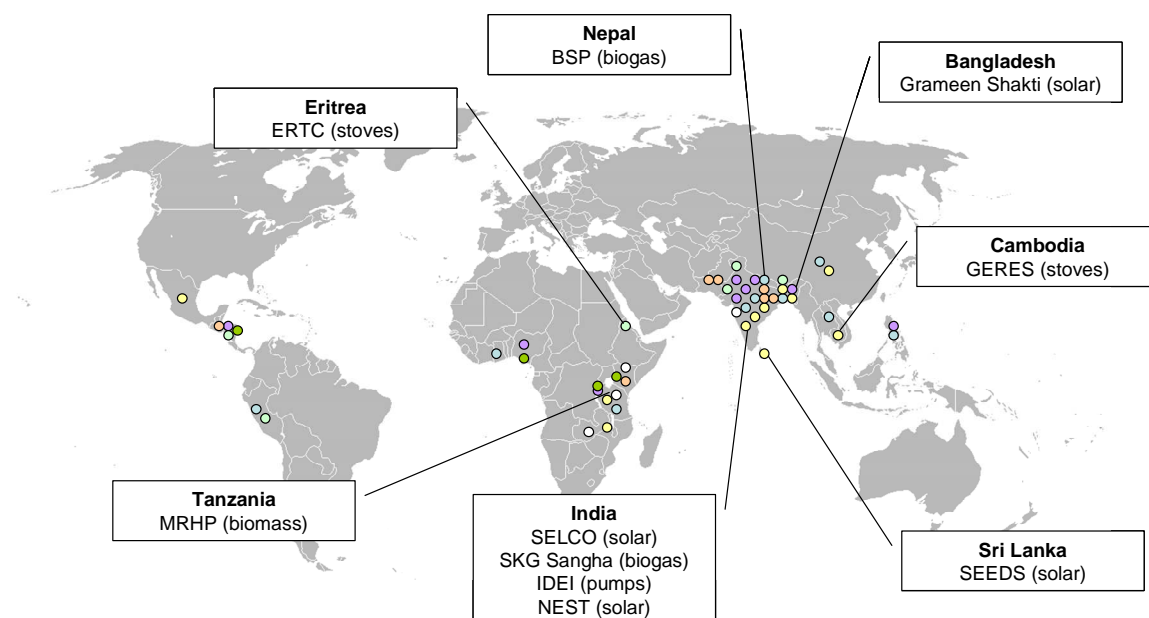 Nepal
BSP (biogas)
Bangladesh
Grameen Shakti (solar)
Eritrea
ERTC (stoves)
Cambodia
GERES (stoves)
Tanzania
MRHP (biomass)
India
SELCO (solar)
SKG Sangha (biogas)
IDEI (pumps)
NEST (solar)
Sri Lanka
SEEDS (solar)